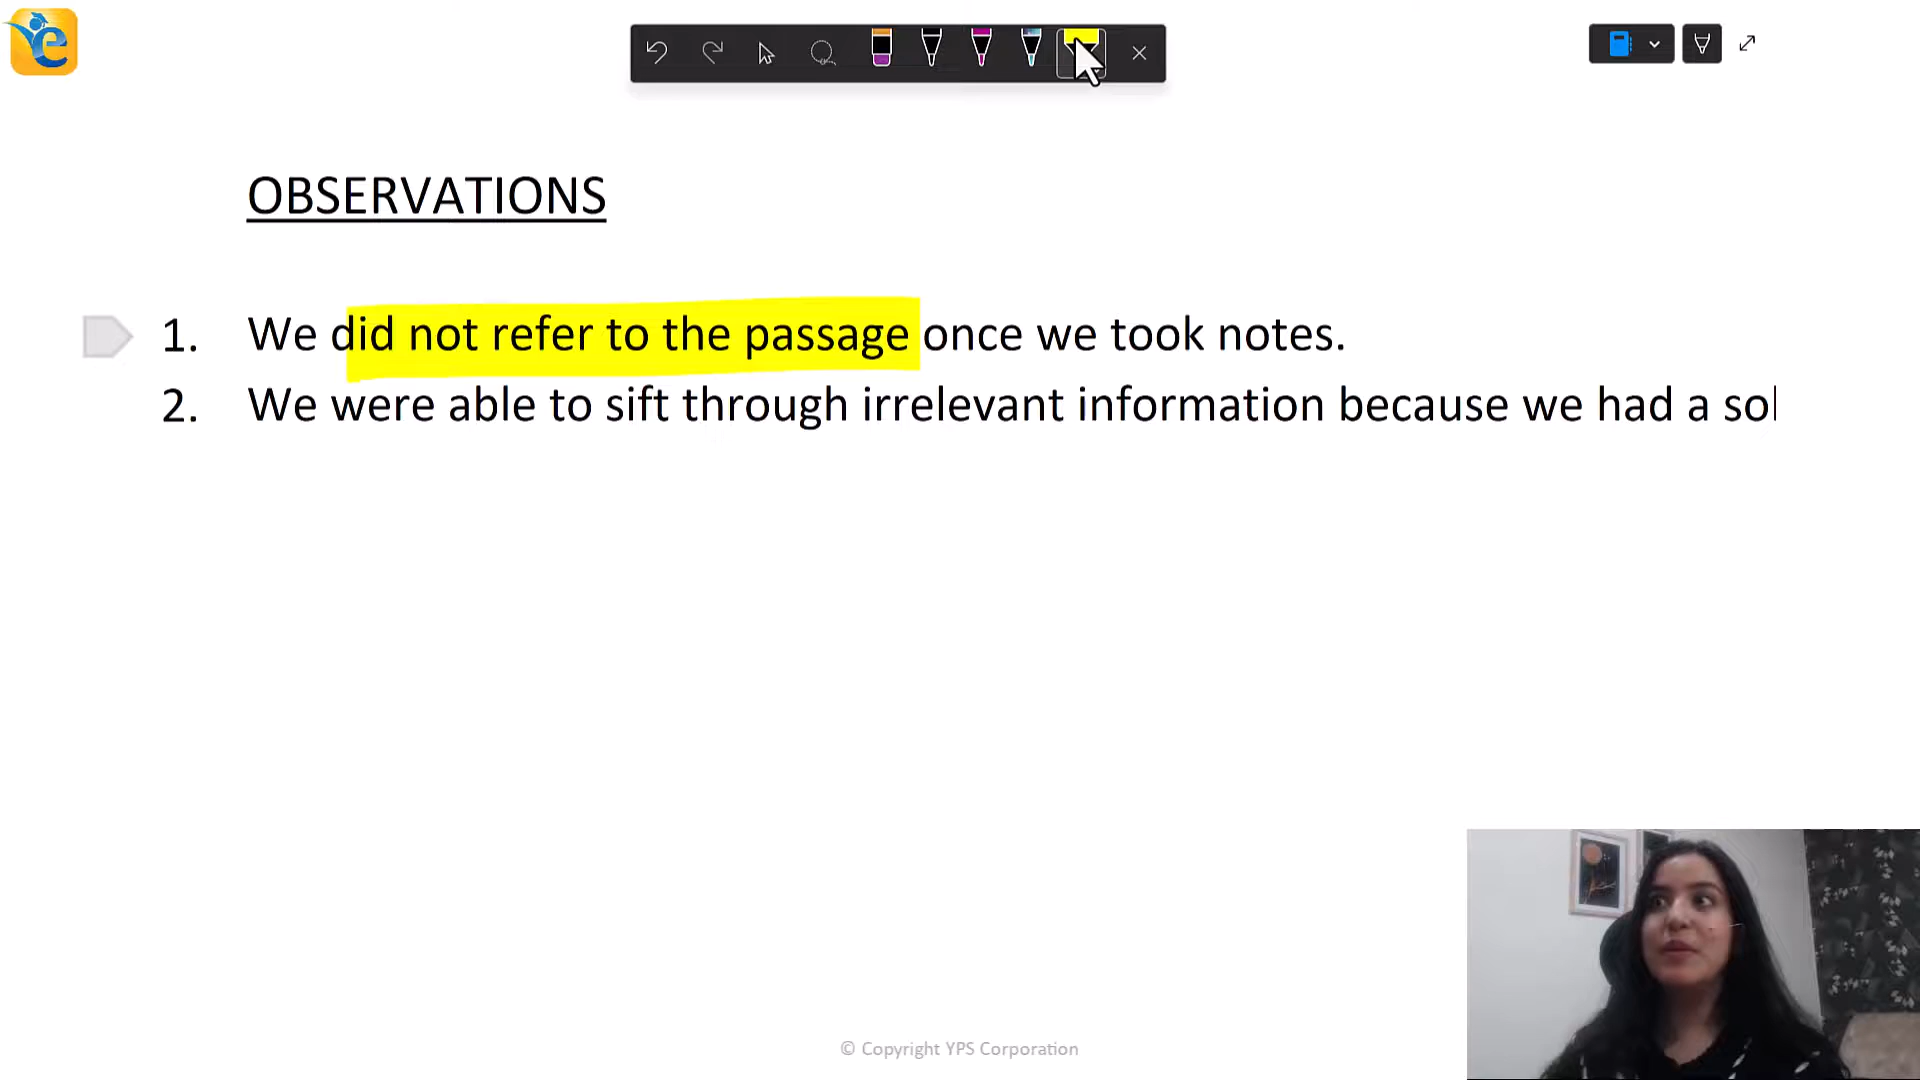 OBSERVATIONS
1. We did not refer to the passage once we took notes.
2. We were able to sift through irrelevant information because we had a sol
© Copyright YPS Corporation